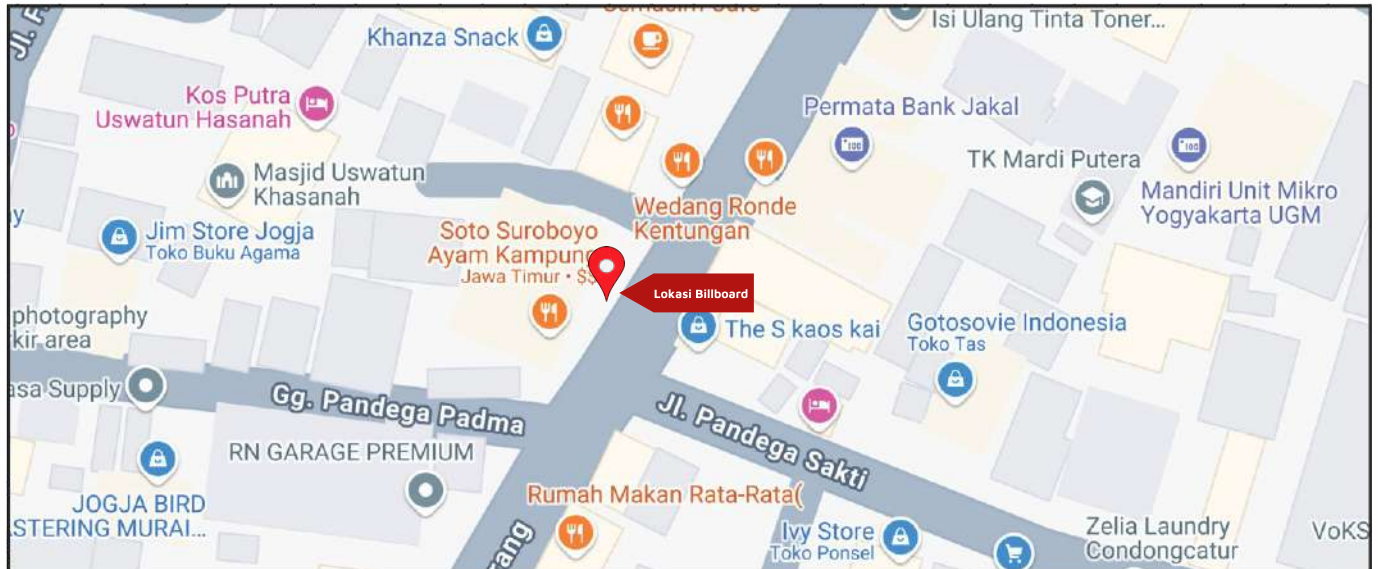 Isi Ulang Tinta Toner...
Khanza Snack
Kos Putra
Uswatun Hasanah
Permata Bank Jakal
TK Mardi Putera
Masjid Uswatun
Khasanah
Mandiri Unit Mikro
Yogyakarta UGM
Wedang Ronde
Kentungan
Jim Store Jogja
Toko Buku Agama
Soto Suroboyo
Ayam Kampung
Jawa Timur • $$
Lokasi Billboard
photography
kir area
The S kaos kai
Gotosovie Indonesia
Toko Tas
asa Supply
Gg. Pandega Padma
Jl. Pandega Sakti
RN GARAGE PREMIUM
JOGJA BIRD
ASTERING MURAI...
Rumah Makan Rata-Rata(
rang
Ivy Store
Toko Ponsel
Zelia Laundry
Condongcatur
VoKS